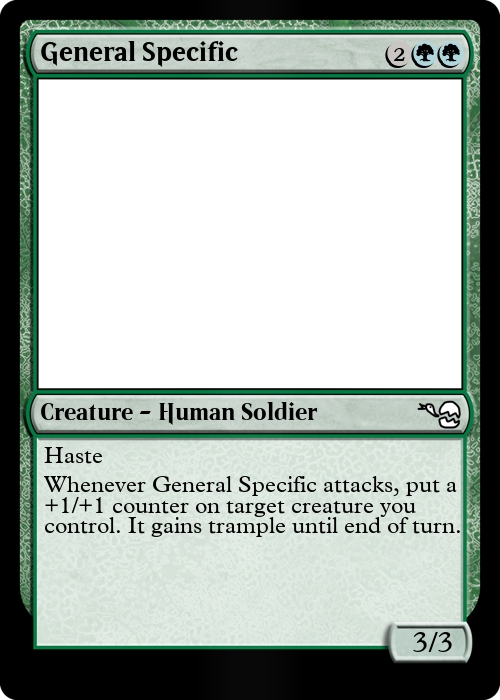 General Specific 2
Creature – Human Soldier
Haste
Whenever General Specific attacks, put a
+1/+1 counter on target creature you
control. It gains trample until end of turn.
3/3